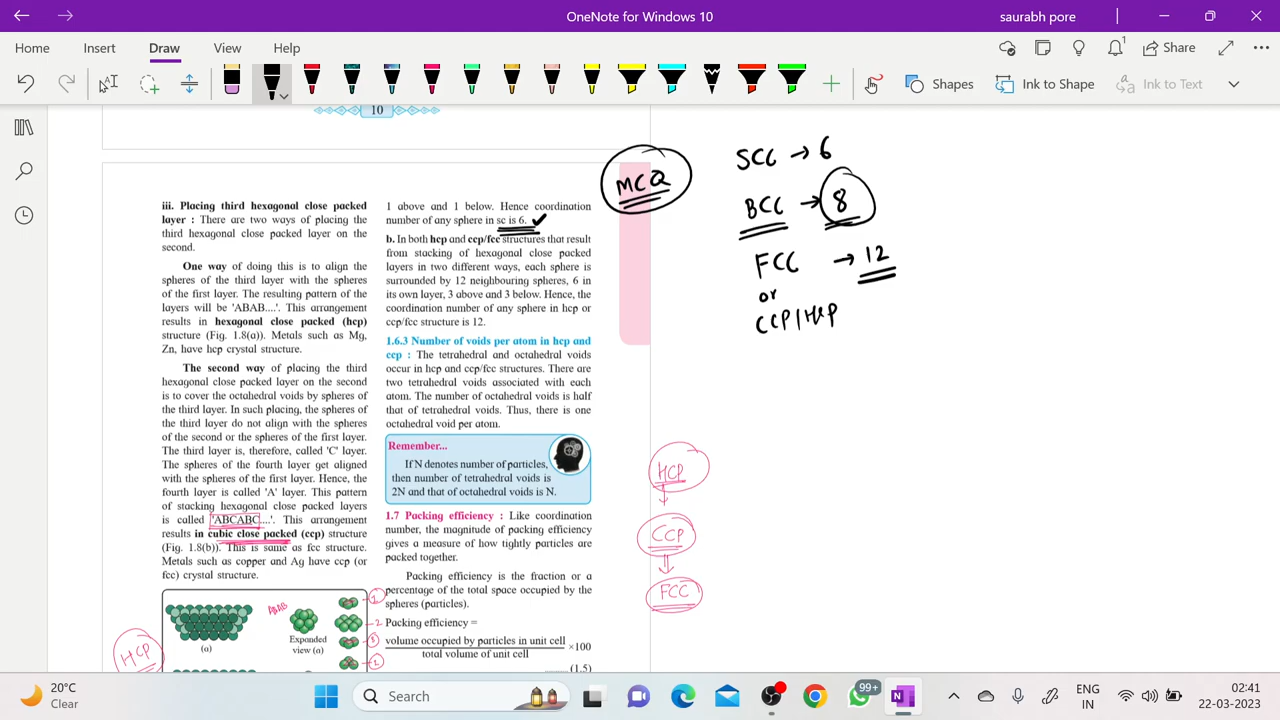 OneNote for Windows 10
saurabh pore
Home Insert Draw View Help
Share
Shapes
Ink to Shape
Ink to Text
10
iii. Placing third hexagonal close packed
layer : There are two ways of placing the
third hexagonal close packed layer on the
second.
One way of doing this is to align the
spheres of the third layer with the spheres
of the first layer. The resulting pattern of the
layers will be 'ABAB....'. This arrangement
results in hexagonal close packed (hcp)
structure (Fig. 1.8(a)). Metals such as Mg,
Zn, have hcp crystal structure.
The second way of placing the third
hexagonal close packed layer on the second
is to cover the octahedral voids by spheres of
the third layer. In such placing, the spheres of
the third layer do not align with the spheres
of the second or the spheres of the first layer.
The third layer is, therefore, called 'C' layer.
The spheres of the fourth layer get aligned
with the spheres of the first layer. Hence, the
fourth layer is called 'A' layer. This pattern
of stacking hexagonal close packed layers
is called 'ABCABC....'. This arrangement
results in cubic close packed (ccp) structure
(Fig. 1.8(b)). This is same as fcc structure.
Metals such as copper and Ag have ccp (or
fcc) crystal structure.
ABAB
(a)
Expanded
view (a)
1
2
3
2
HCP
1 above and 1 below. Hence coordination
number of any sphere in sc is 6.
b. In both hcp and ccp/fcc structures that result
from stacking of hexagonal close packed
layers in two different ways, each sphere is
surrounded by 12 neighbouring spheres, 6 in
its own layer, 3 above and 3 below. Hence, the
coordination number of any sphere in hcp or
ccp/fcc structure is 12.
1.6.3 Number of voids per atom in hcp and
ccp : The tetrahedral and octahedral voids
occur in hcp and ccp/fcc structures. There are
two tetrahedral voids associated with each
atom. The number of octahedral voids is half
that of tetrahedral voids. Thus, there is one
octahedral void per atom.
Remember...
If N denotes number of particles,
then number of tetrahedral voids is
2N and that of octahedral voids is N.
1.7 Packing efficiency : Like coordination
number, the magnitude of packing efficiency
gives a measure of how tightly particles are
packed together.
Packing efficiency is the fraction or a
percentage of the total space occupied by the
spheres (particles).
Packing efficiency =
volume occupied by particles in unit cell
×100
total volume of unit cell
.........(1.5)
MCQ
SCC → 6
BCC → 8
FCC → 12
or
CCP/HCP
HCP
CCP
FCC
20°C
Clear
Search
99+
ENG
IN
02:41
22-03-2023